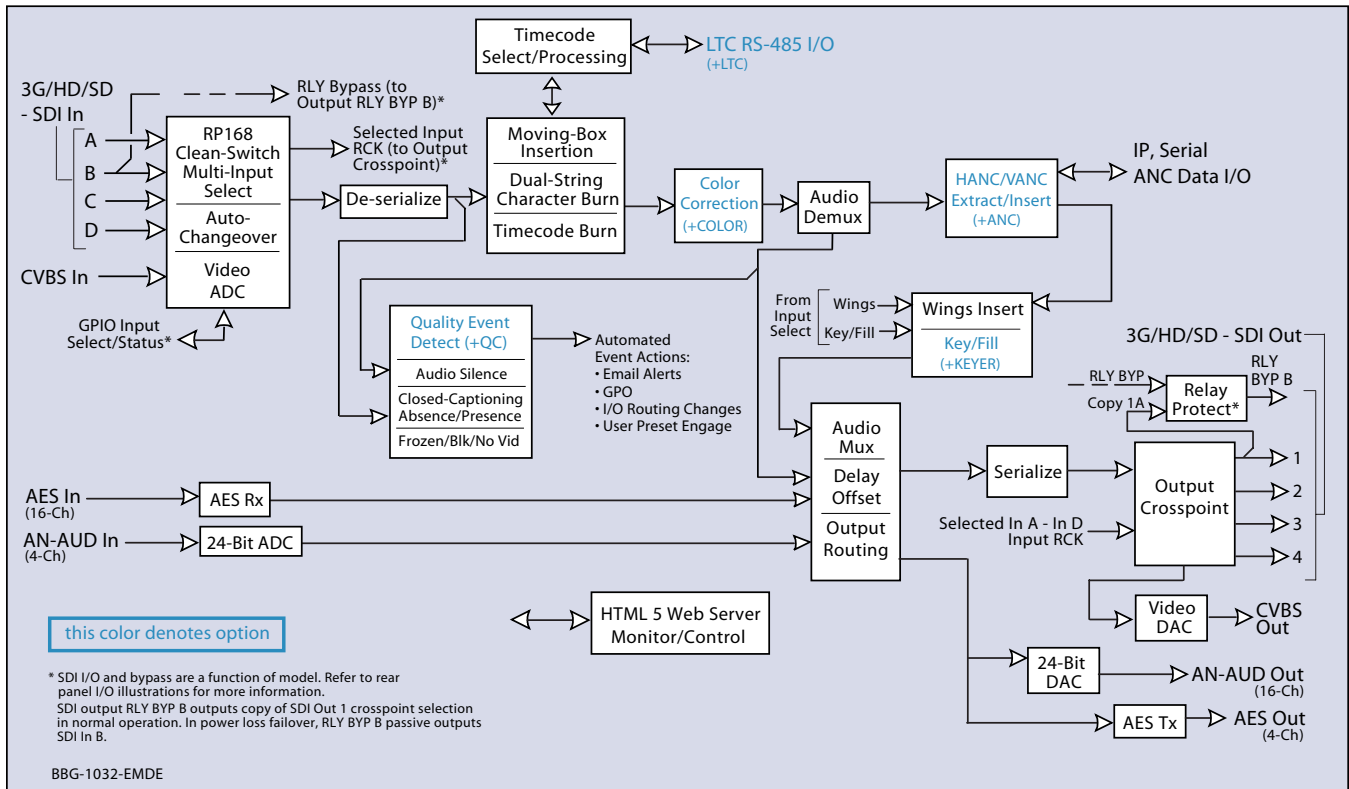 Timecode
Select/Processing
LTC RS-485 I/O
(+LTC)
3G/HD/SD
- SDI In
RLY Bypass (to
Output RLY BYP B)*
A
B
C
D
RP168
Clean-Switch
Multi-Input
Select
Auto-
Changeover
Video
ADC
Selected Input
RCK (to Output
Crosspoint)*
De-serialize
CVBS In
GPIO Input
Select/Status*
Moving-Box
Insertion
Dual-String
Character Burn
Timecode Burn
Color
Correction
(+COLOR)
Audio
Demux
HANC/VANC
Extract/Insert
(+ANC)
IP, Serial
ANC Data I/O
From
Input
Select
Wings
Key/Fill
Wings Insert
Key/Fill
(+KEYER)
Quality Event
Detect (+QC)
Audio Silence
Closed-Captioning
Absence/Presence
Frozen/Blk/No Vid
Automated
Event Actions:
• Email Alerts
• GPO
• I/O Routing Changes
• User Preset Engage
3G/HD/SD - SDI Out
RLY BYP
Copy 1A
Relay
Protect*
RLY
BYP B
Audio
Mux
Delay
Offset
Output
Routing
Serialize
Output
Crosspoint
1
2
3
4
Selected In A - In D
Input RCK
AES In
(16-Ch)
AES Rx
AN-AUD In
(4-Ch)
24-Bit ADC
HTML 5 Web Server
Monitor/Control
Video
DAC
CVBS
Out
24-Bit
DAC
AN-AUD Out
(16-Ch)
AES Tx
AES Out
(4-Ch)
this color denotes option
* SDI I/O and bypass are a function of model. Refer to rear
panel I/O illustrations for more information.
SDI output RLY BYP B outputs copy of SDI Out 1 crosspoint selection
in normal operation. In power loss failover, RLY BYP B passive outputs
SDI In B.
BBG-1032-EMDE